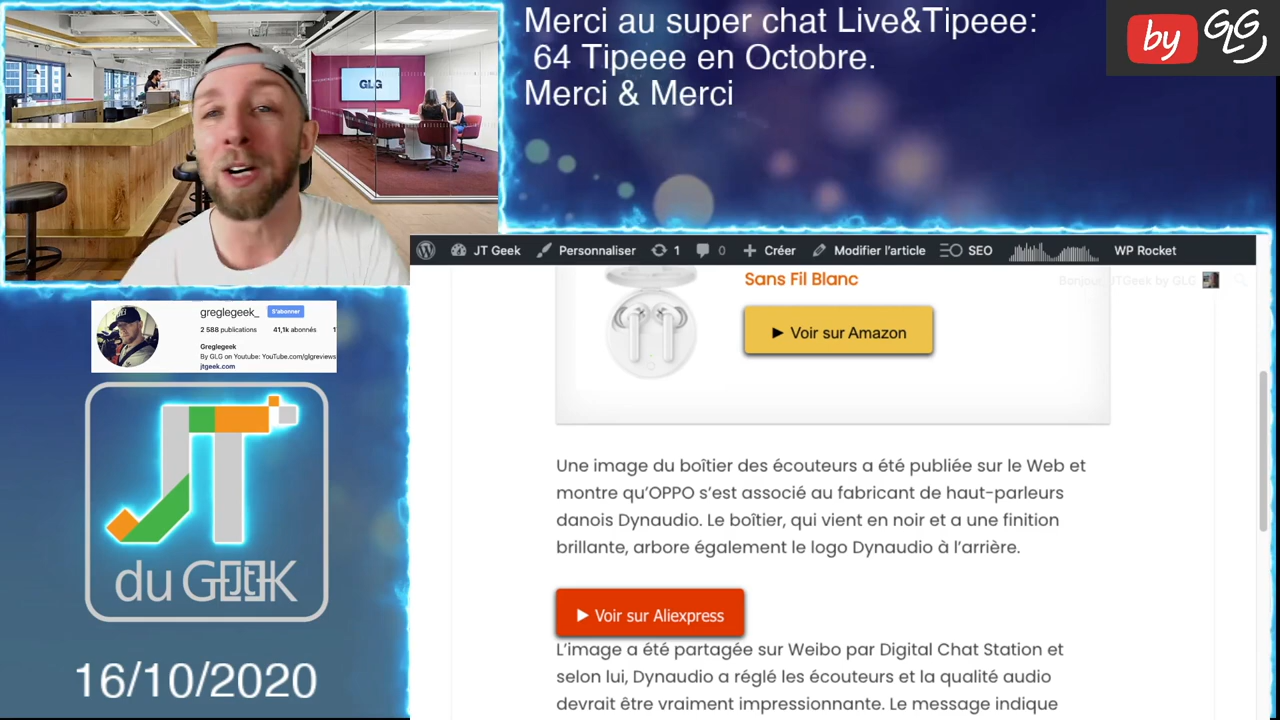 Merci au super chat Live&Tipeee:
64 Tipeee en Octobre.
Merci & Merci
by GLG
GLG
JT Geek
Personnaliser
1
0
Créer
Modifier l'article
SEO
WP Rocket
Bonjour, JTGeek by GLG
Sans Fil Blanc
► Voir sur Amazon
greglegeek_
S'abonner
2 588 publications
41,1k abonnés
Greglegeek
By GLG on Youtube: YouTube.com/glgreviews
jtgeek.com
JT
du GEEK
16/10/2020
Une image du boîtier des écouteurs a été publiée sur le Web et
montre qu'OPPO s'est associé au fabricant de haut-parleurs
danois Dynaudio. Le boîtier, qui vient en noir et a une finition
brillante, arbore également le logo Dynaudio à l'arrière.
► Voir sur Aliexpress
L'image a été partagée sur Weibo par Digital Chat Station et
selon lui, Dynaudio a réglé les écouteurs et la qualité audio
devrait être vraiment impressionnante. Le message indique